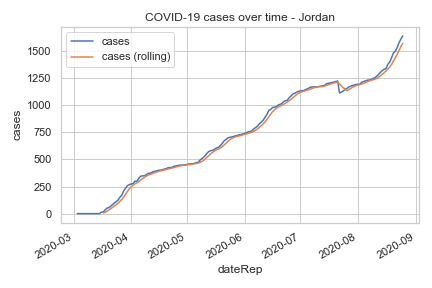 COVID-19 cases over time - Jordan
cases
cases (rolling)
1500
1250
1000
750
500
250
0
cases
2020-03
2020-04
2020-05
2020-06
2020-07
2020-08
2020-09
dateRep